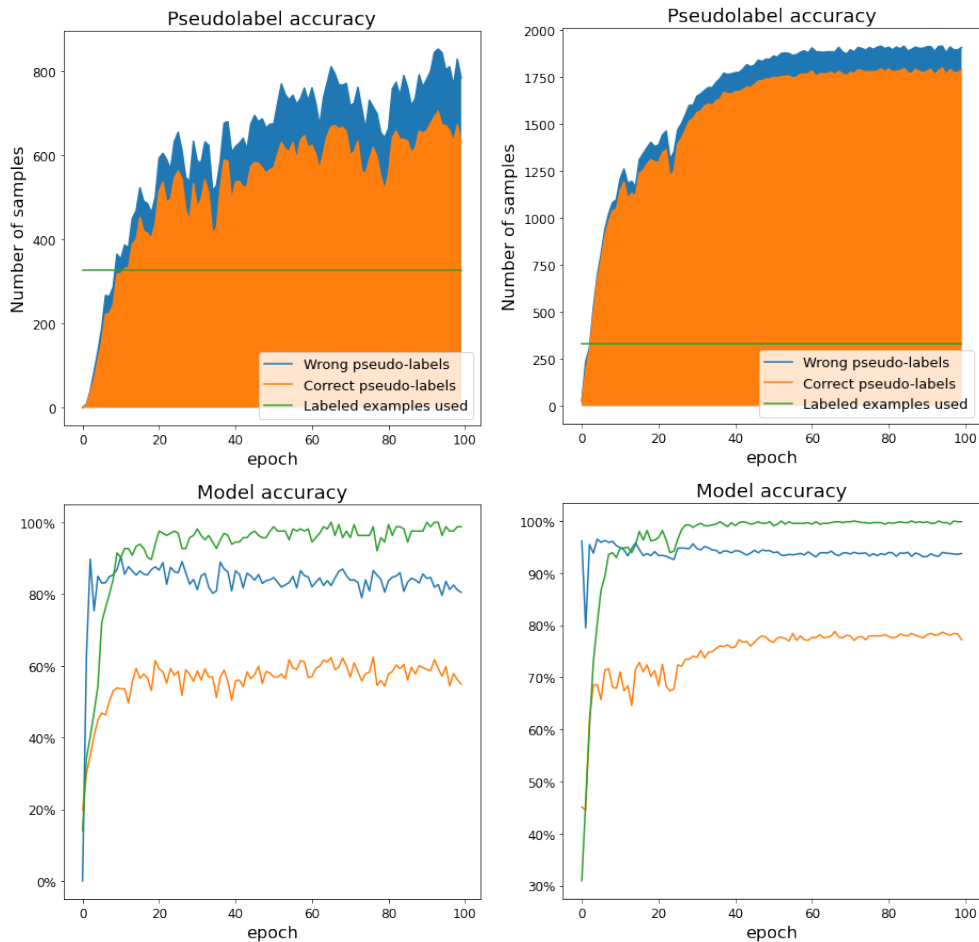 Pseudolabel accuracy
Number of samples
800
600
400
200
0
Wrong pseudo-labels
Correct pseudo-labels
Labeled examples used
0 20 40 60 80 100
epoch
Pseudolabel accuracy
Number of samples
2000
1750
1500
1250
1000
750
500
250
0
Wrong pseudo-labels
Correct pseudo-labels
Labeled examples used
0 20 40 60 80 100
epoch
Model accuracy
100%
80%
60%
40%
20%
0%
0 20 40 60 80 100
epoch
Model accuracy
100%
90%
80%
70%
60%
50%
40%
30%
0 20 40 60 80 100
epoch